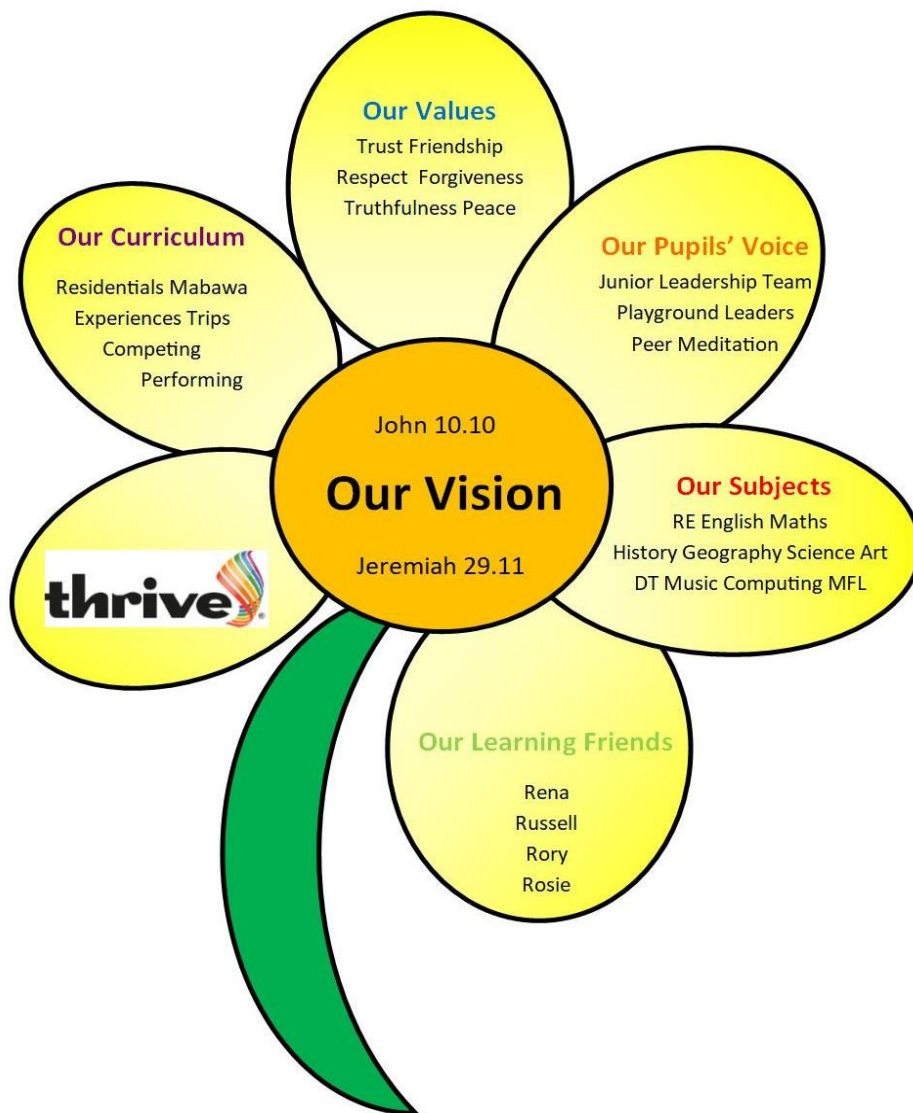 Our Values
Trust Friendship
Respect Forgiveness
Truthfulness Peace
Our Pupils' Voice
Junior Leadership Team
Playground Leaders
Peer Meditation
Our Subjects
RE English Maths
History Geography Science Art
DT Music Computing MFL
Our Learning Friends
Rena
Russell
Rory
Rosie
thrive®
Our Curriculum
Residentials Mabawa
Experiences Trips
Competing
Performing
John 10.10
Our Vision
Jeremiah 29.11